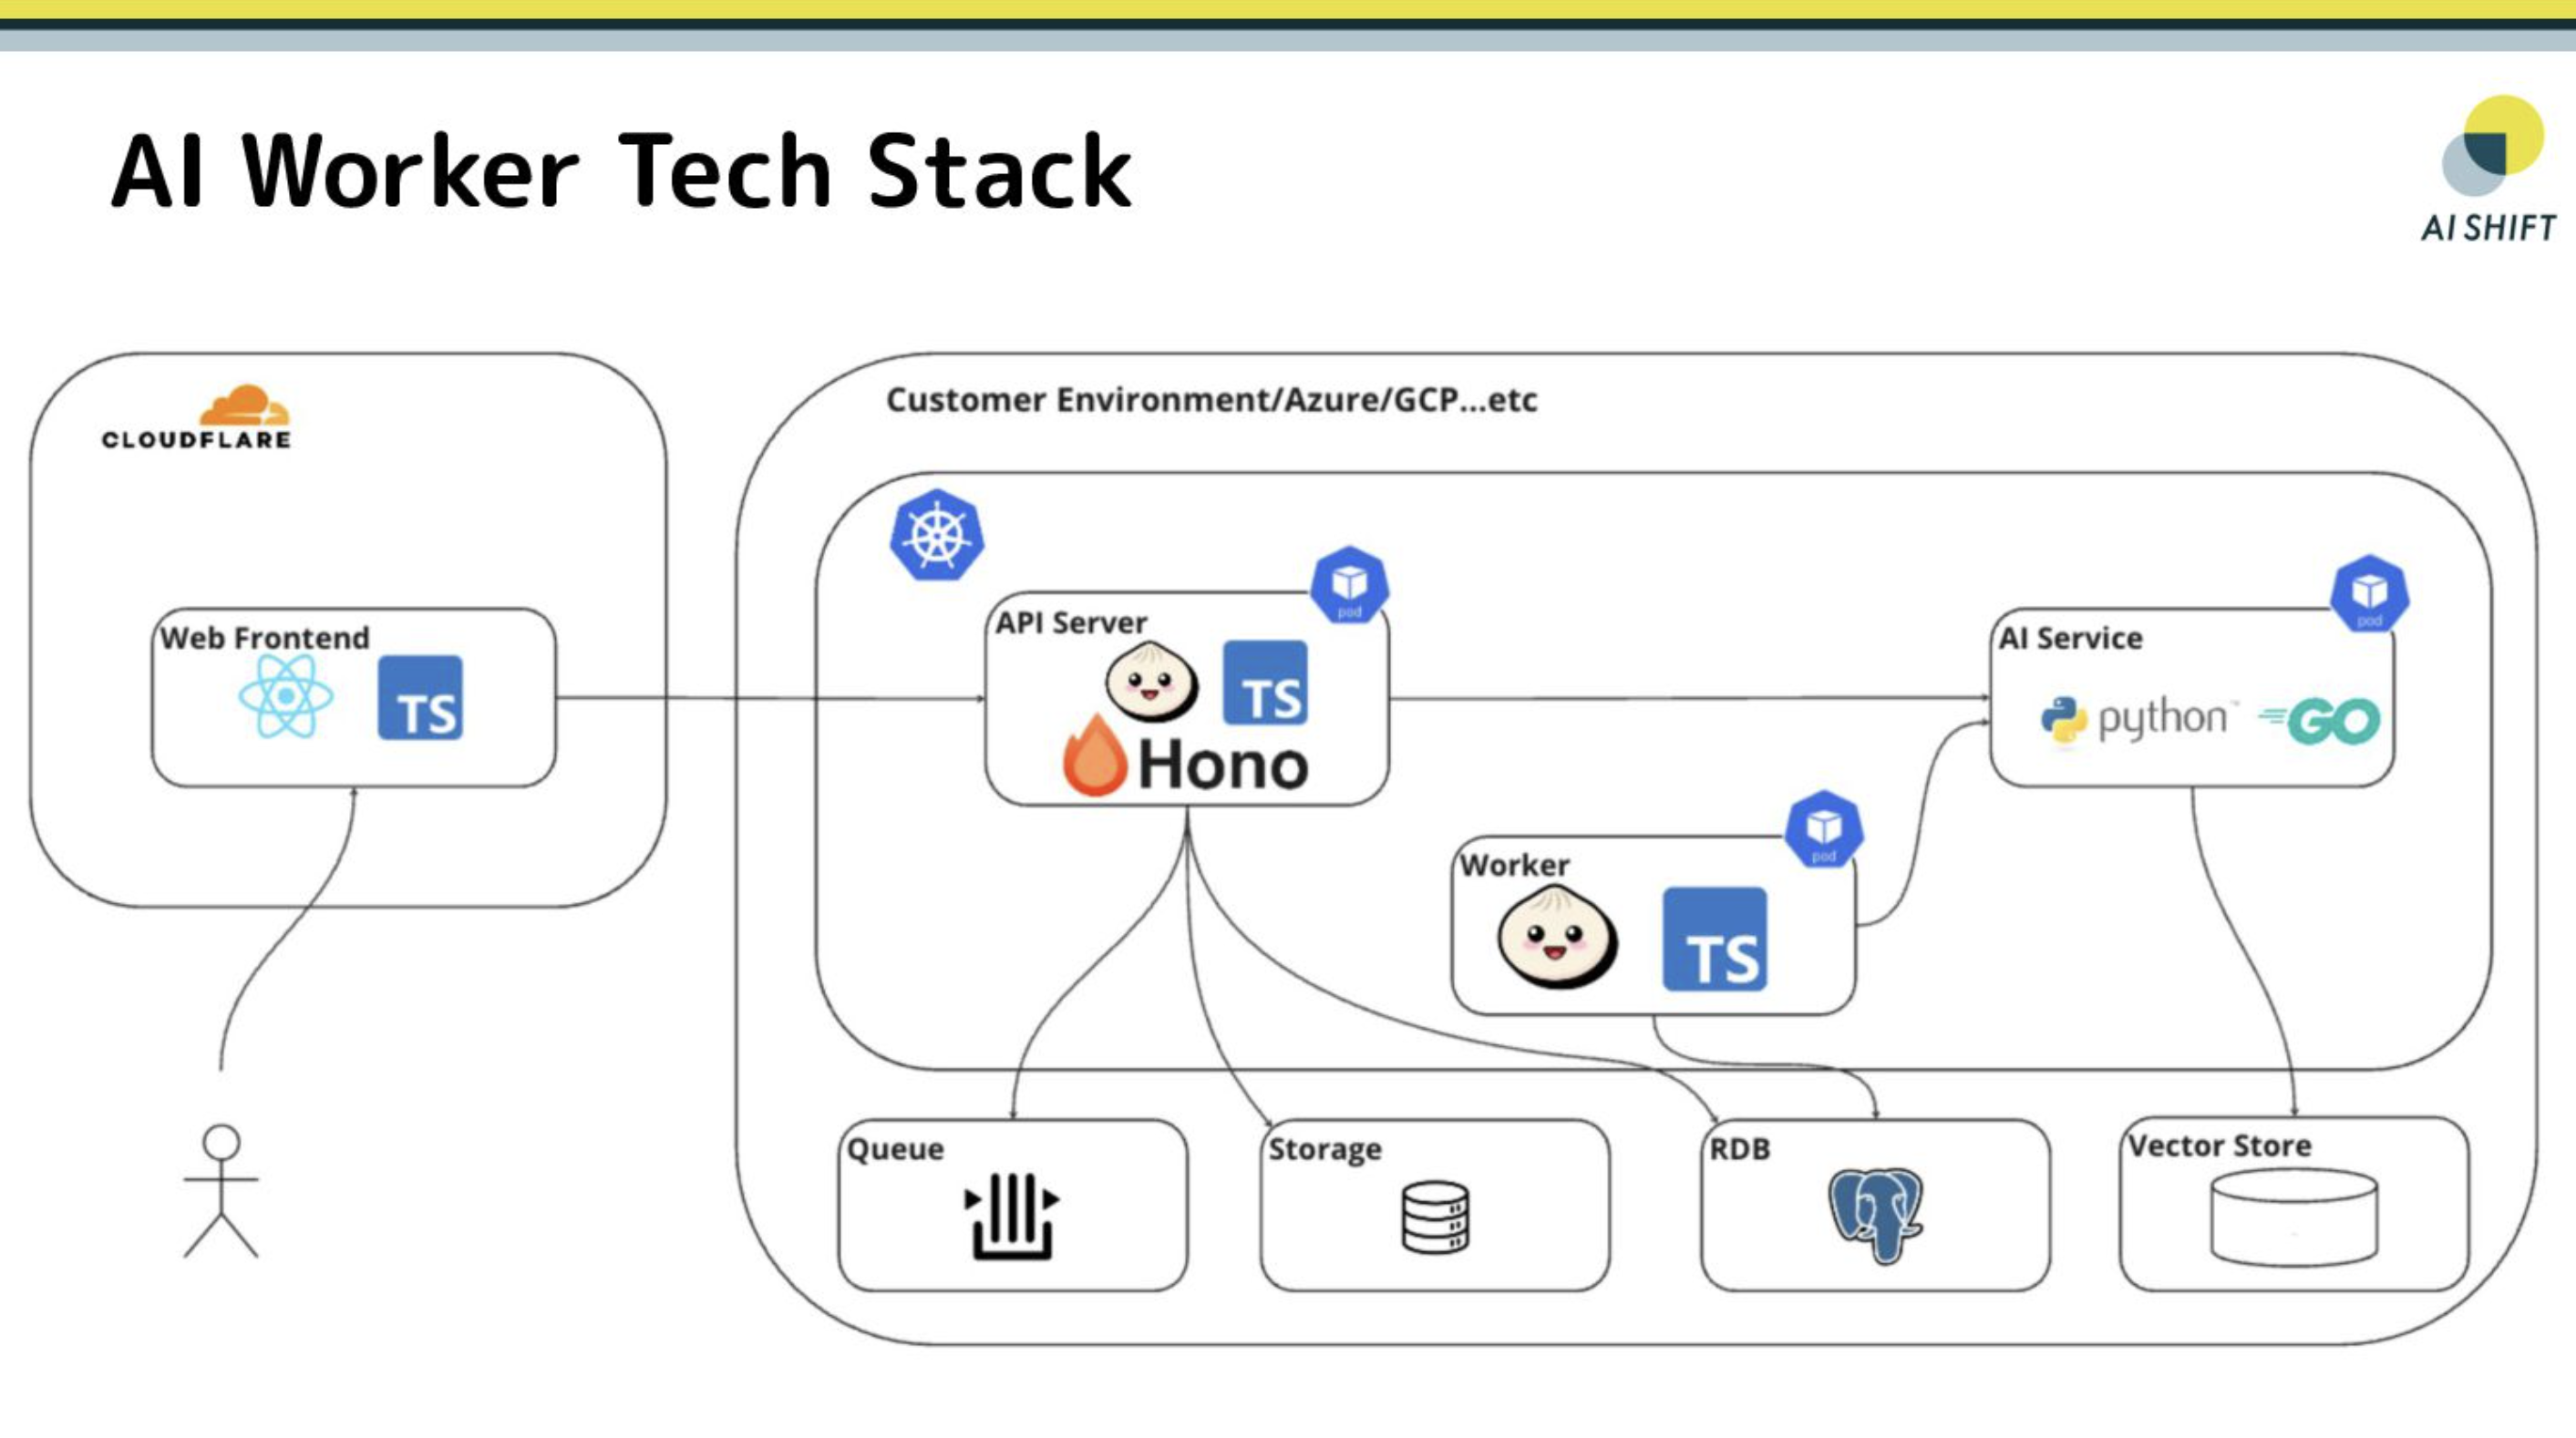 AI Worker Tech Stack
AI SHIFT
CLOUDFLARE
Customer Environment/Azure/GCP...etc
Web Frontend
TS
API Server
pod
TS
Hono
AI Service
pod
python™
GO
Worker
pod
TS
Queue
Storage
RDB
Vector Store